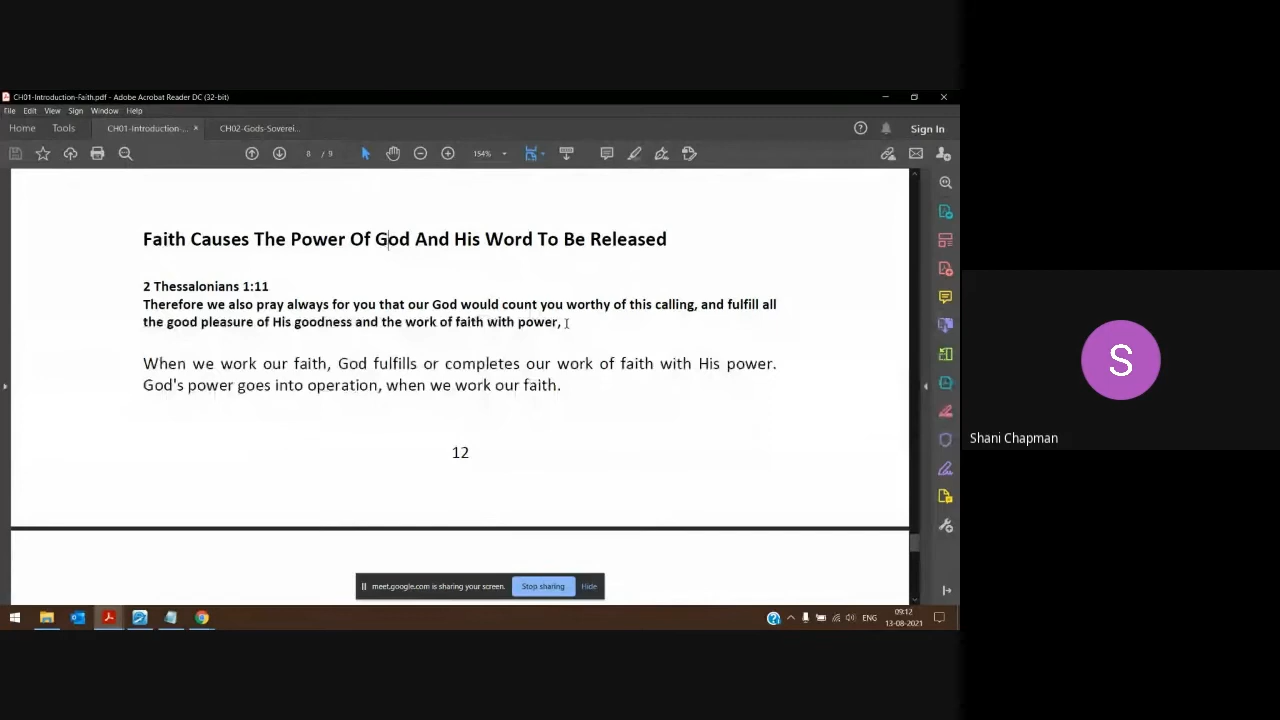 CH01-Introduction-Faith.pdf - Adobe Acrobat Reader DC (32-bit)
File Edit View Sign Window Help
Home Tools CH01-Introduction-... × CH02-Gods-Soverei... Sign In
8 / 9 154%
Faith Causes The Power Of God And His Word To Be Released
2 Thessalonians 1:11
Therefore we also pray always for you that our God would count you worthy of this calling, and fulfill all
the good pleasure of His goodness and the work of faith with power,
When we work our faith, God fulfills or completes our work of faith with His power.
God's power goes into operation, when we work our faith.
12
meet.google.com is sharing your screen. Stop sharing Hide
ENG 09:12
13-08-2021
S
Shani Chapman